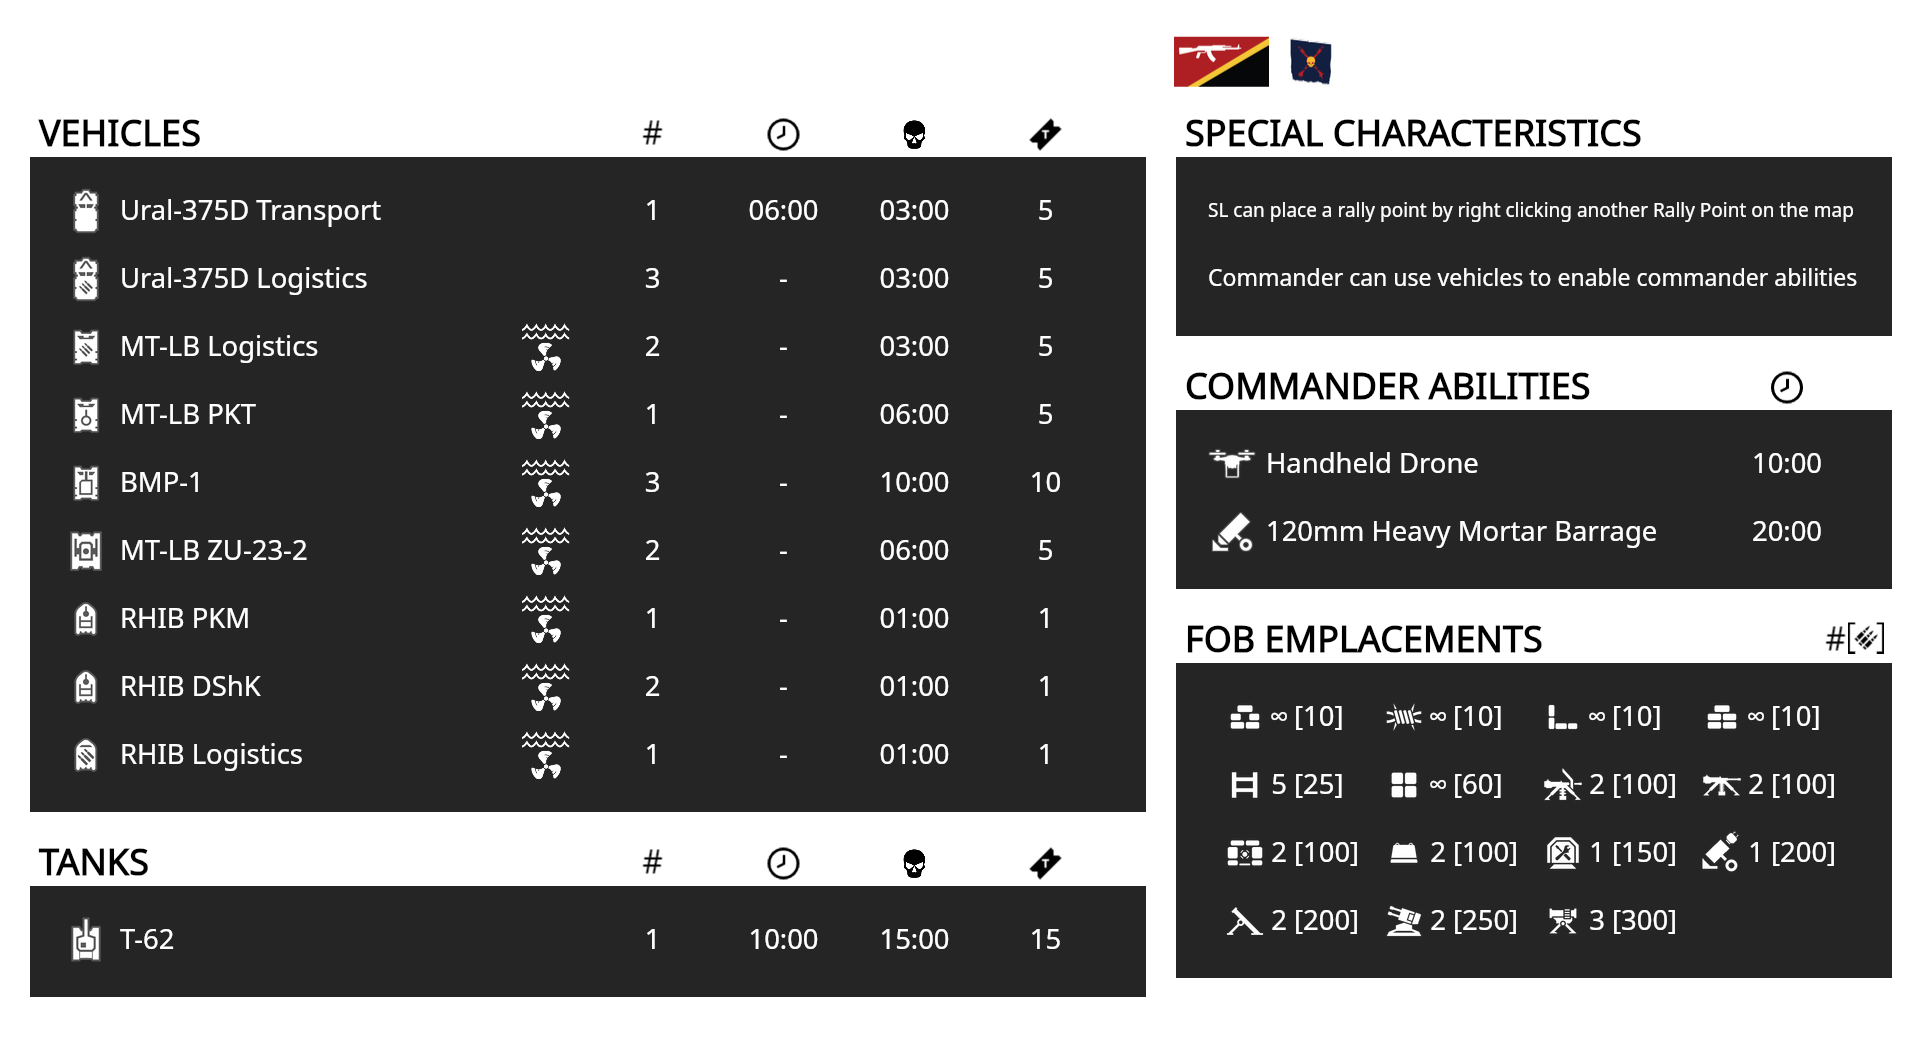 VEHICLES #
Ural-375D Transport 1 06:00 03:00 5
Ural-375D Logistics 3 - 03:00 5
MT-LB Logistics 2 - 03:00 5
MT-LB PKT 1 - 06:00 5
BMP-1 3 - 10:00 10
MT-LB ZU-23-2 2 - 06:00 5
RHIB PKM 1 - 01:00 1
RHIB DShK 2 - 01:00 1
RHIB Logistics 1 - 01:00 1
TANKS #
T-62 1 10:00 15:00 15
SPECIAL CHARACTERISTICS
SL can place a rally point by right clicking another Rally Point on the map
Commander can use vehicles to enable commander abilities
COMMANDER ABILITIES
Handheld Drone 10:00
120mm Heavy Mortar Barrage 20:00
FOB EMPLACEMENTS #[ ]
∞ [10] ∞ [10] ∞ [10] ∞ [10]
5 [25] ∞ [60] 2 [100] 2 [100]
2 [100] 2 [100] 1 [150] 1 [200]
2 [200] 2 [250] 3 [300]